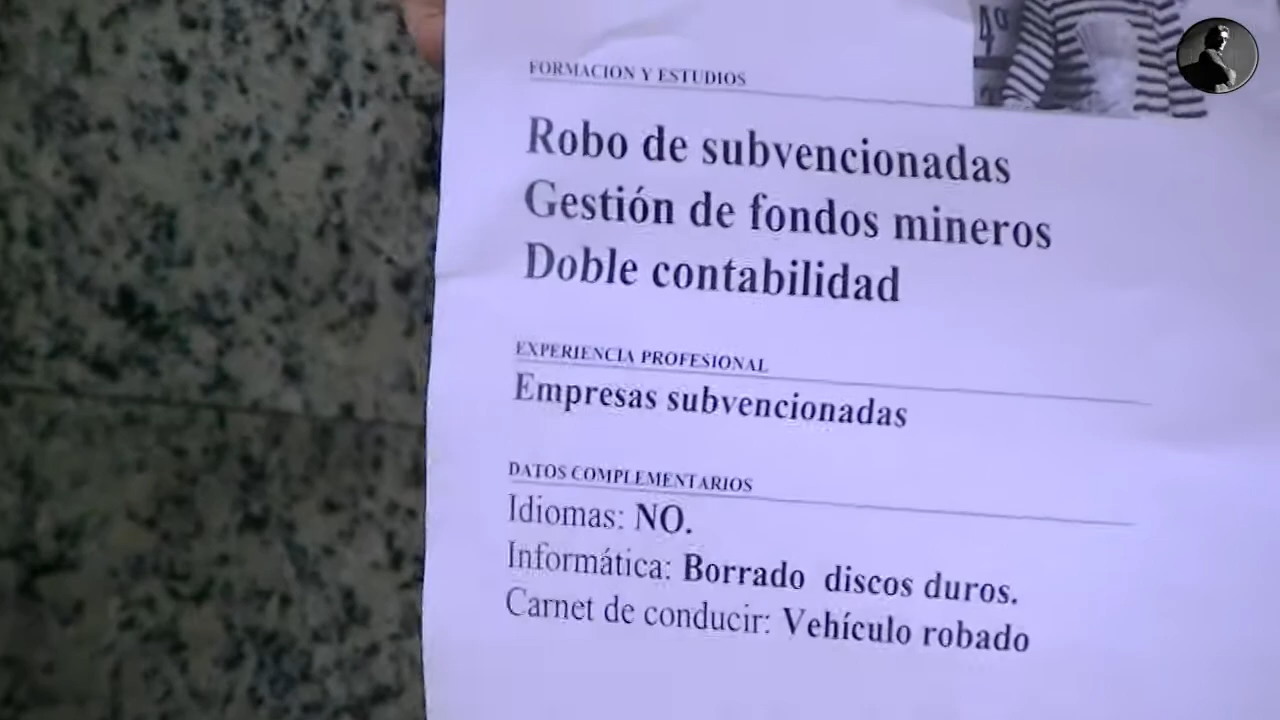 4º
FORMACION Y ESTUDIOS
Robo de subvencionadas
Gestión de fondos mineros
Doble contabilidad
EXPERIENCIA PROFESIONAL
Empresas subvencionadas
DATOS COMPLEMENTARIOS
Idiomas: NO.
Informática: Borrado discos duros.
Carnet de conducir: Vehículo robado